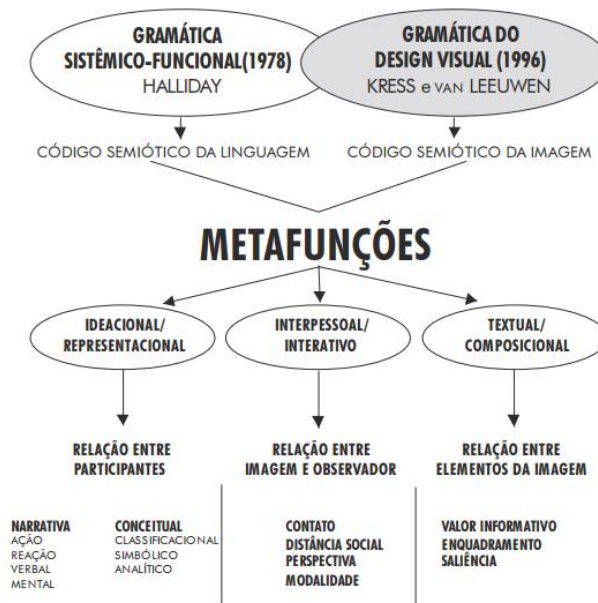 GRAMÁTICA
SISTÊMICO-FUNCIONAL(1978)
HALLIDAY
GRAMÁTICA DO
DESIGN VISUAL (1996)
KRESS e VAN LEEUWEN
CÓDIGO SEMIÓTICO DA LINGUAGEM
CÓDIGO SEMIÓTICO DA IMAGEM
METAFUNÇÕES
IDEACIONAL/
REPRESENTACIONAL
INTERPESSOAL/
INTERATIVO
TEXTUAL/
COMPOSICIONAL
RELAÇÃO ENTRE
PARTICIPANTES
RELAÇÃO ENTRE
IMAGEM E OBSERVADOR
RELAÇÃO ENTRE
ELEMENTOS DA IMAGEM
NARRATIVA
AÇÃO
REAÇÃO
VERBAL
MENTAL
CONCEITUAL
CLASSIFICACIONAL
SIMBÓLICO
ANALÍTICO
CONTATO
DISTÂNCIA SOCIAL
PERSPECTIVA
MODALIDADE
VALOR INFORMATIVO
ENQUADRAMENTO
SALIÊNCIA